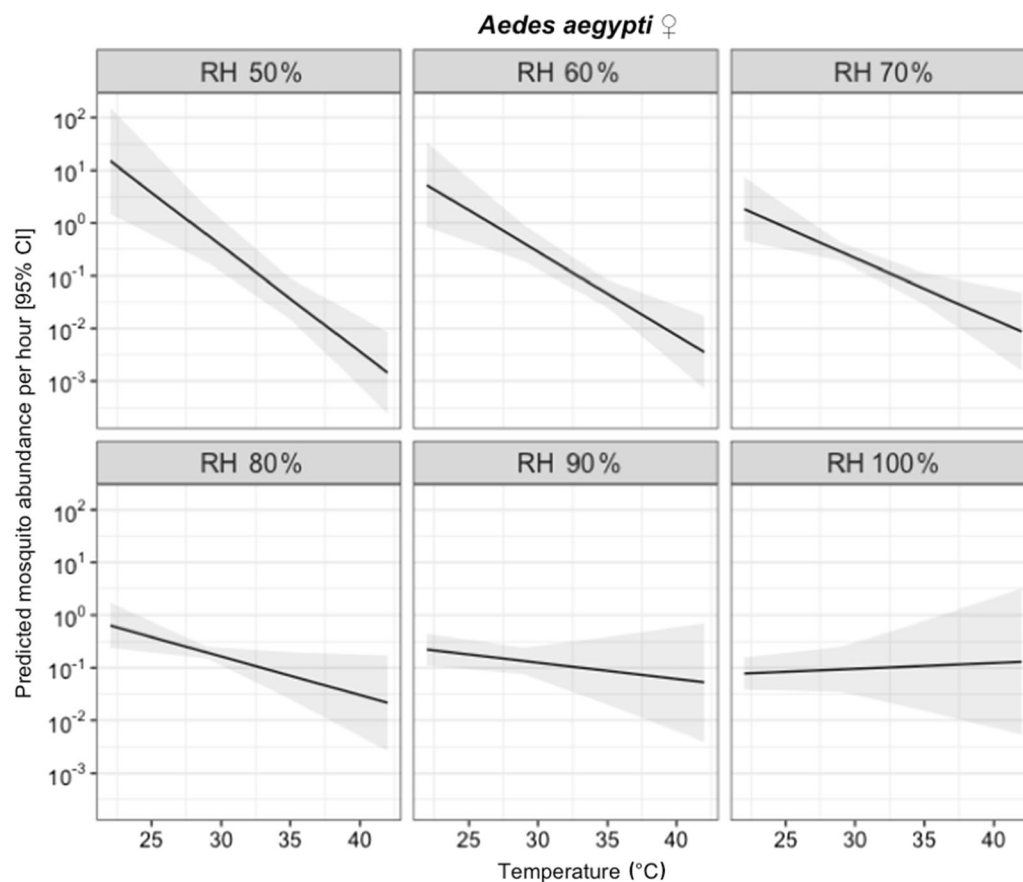 Aedes aegypti ♀
RH 50%
RH 60%
RH 70%
10²
10¹
10⁰
10⁻¹
10⁻²
10⁻³
RH 80%
RH 90%
RH 100%
10²
10¹
10⁰
10⁻¹
10⁻²
10⁻³
Predicted mosquito abundance per hour [95% CI]
25 30 35 40
25 30 35 40
25 30 35 40
Temperature (°C)